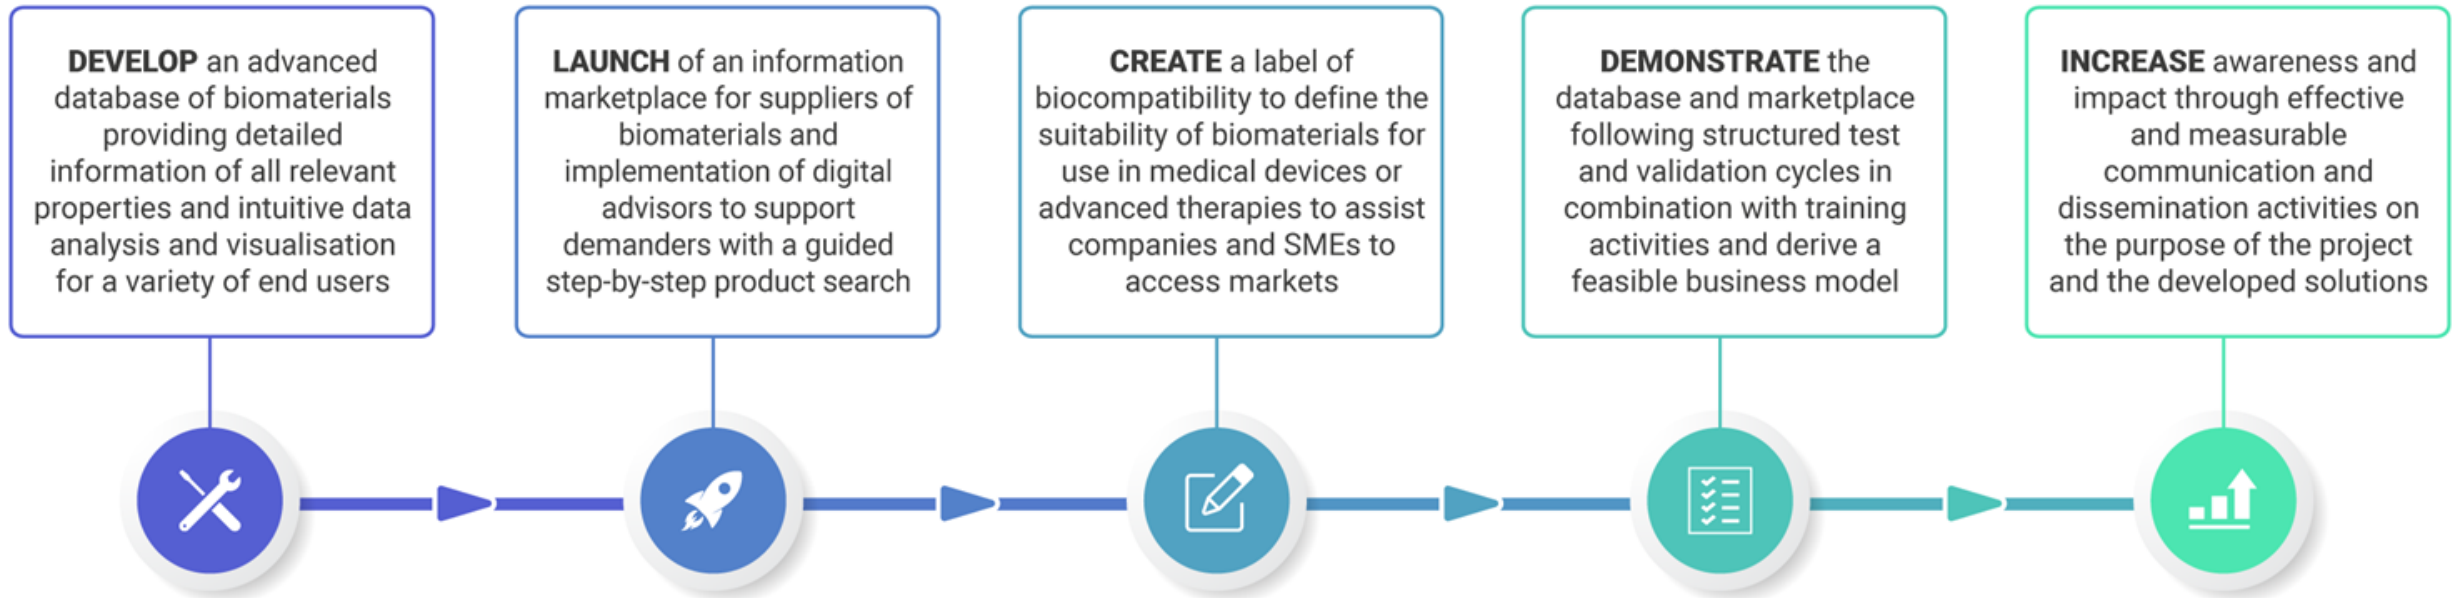 DEVELOP an advanced
database of biomaterials
providing detailed
information of all relevant
properties and intuitive data
analysis and visualisation
for a variety of end users
LAUNCH of an information
marketplace for suppliers of
biomaterials and
implementation of digital
advisors to support
demanders with a guided
step-by-step product search
CREATE a label of
biocompatibility to define the
suitability of biomaterials for
use in medical devices or
advanced therapies to assist
companies and SMEs to
access markets
DEMONSTRATE the
database and marketplace
following structured test
and validation cycles in
combination with training
activities and derive a
feasible business model
INCREASE awareness and
impact through effective
and measurable
communication and
dissemination activities on
the purpose of the project
and the developed solutions